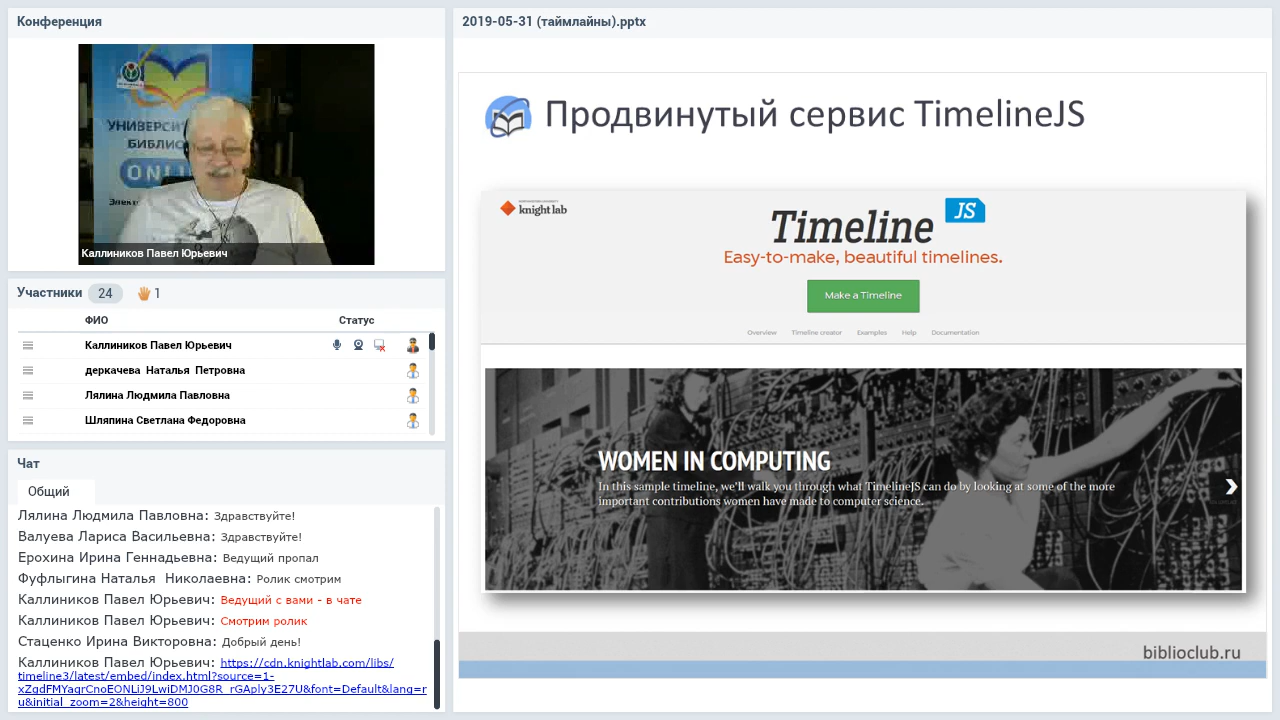 Конференция
УНИВЕРСИТ
БИБЛИО
ONLI
Элек
Каллиников Павел Юрьевич
Участники 24 1
ФИО Статус
Каллиников Павел Юрьевич
деркачева Наталья Петровна
Лялина Людмила Павловна
Шляпина Светлана Федоровна
Чат
Общий
Лялина Людмила Павловна: Здравствуйте!
Валуева Лариса Васильевна: Здравствуйте!
Ерохина Ирина Геннадьевна: Ведущий пропал
Фуфлыгина Наталья Николаевна: Ролик смотрим
Каллиников Павел Юрьевич: Ведущий с вами - в чате
Каллиников Павел Юрьевич: Смотрим ролик
Стаценко Ирина Викторовна: Добрый день!
Каллиников Павел Юрьевич: https://cdn.knightlab.com/libs/
timeline3/latest/embed/index.html?source=1-
xZgdFMYagrCnoEONLiJ9LwiDMJ0G8R_rGAply3E27U&font=Default&lang=r
u&initial_zoom=2&height=800
2019-05-31 (таймлайны).pptx
Продвинутый сервис TimelineJS
knight lab
Timeline JS
Easy-to-make, beautiful timelines.
Make a Timeline
Overview Timeline creator Examples Help Documentation
WOMEN IN COMPUTING
In this sample timeline, we'll walk you through what TimelineJS can do by looking at some of the more
important contributions women have made to computer science.
biblioclub.ru